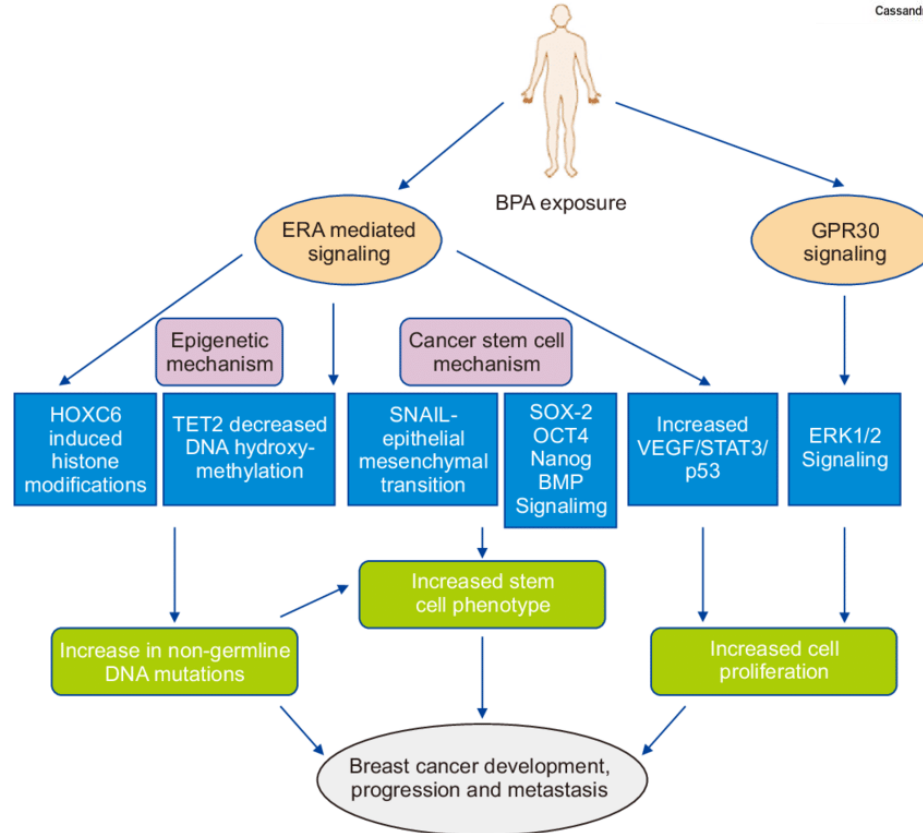 BPA exposure
ERA mediated
signaling
GPR30
signaling
Epigenetic
mechanism
Cancer stem cell
mechanism
HOXC6
induced
histone
modifications
TET2 decreased
DNA hydroxy-
methylation
SNAIL-
epithelial
mesenchymal
transition
SOX-2
OCT4
Nanog
BMP
Signalimg
Increased
VEGF/STAT3/
p53
ERK1/2
Signaling
Increased stem
cell phenotype
Increase in non-germline
DNA mutations
Increased cell
proliferation
Breast cancer development,
progression and metastasis